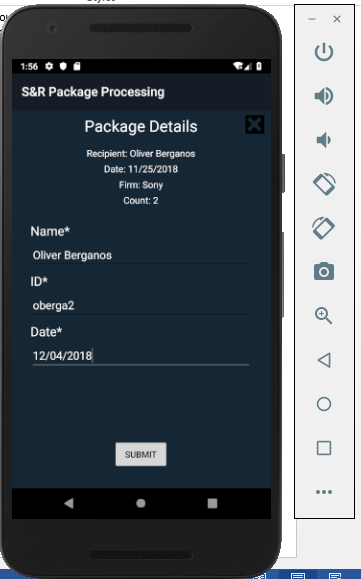 1:56
S&R Package Processing
Package Details
Recipient: Oliver Berganos
Date: 11/25/2018
Firm: Sony
Count: 2
Name*
Oliver Berganos
ID*
oberga2
Date*
12/04/2018
SUBMIT